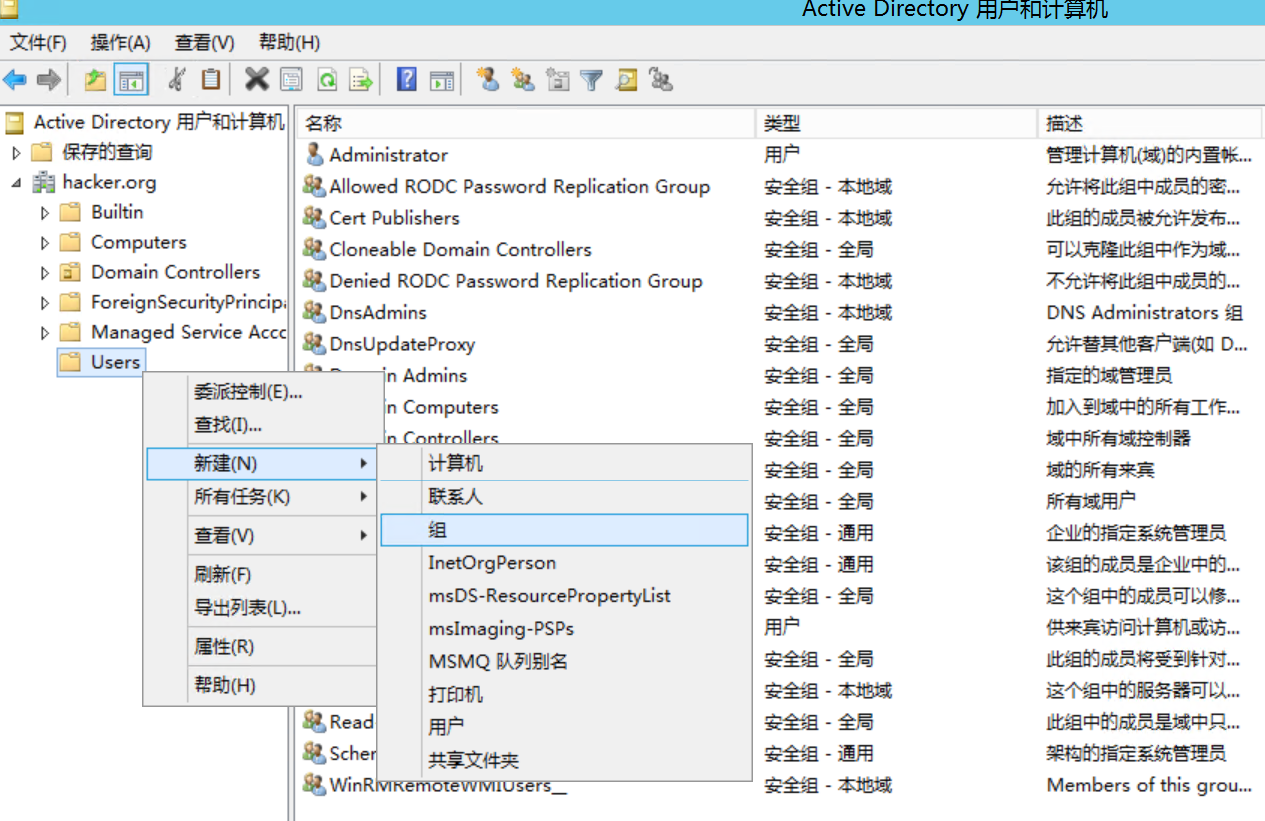 Active Directory 用户和计算机
文件(F) 操作(A) 查看(V) 帮助(H)
Active Directory 用户和计算机
保存的查询
hacker.org
Builtin
Computers
Domain Controllers
ForeignSecurityPrincipa
Managed Service Acco
Users
名称 类型 描述
Administrator 用户 管理计算机(域)的内置帐...
Allowed RODC Password Replication Group 安全组 - 本地域 允许将此组中成员的密...
Cert Publishers 安全组 - 本地域 此组的成员被允许发布...
Cloneable Domain Controllers 安全组 - 全局 可以克隆此组中作为域...
Denied RODC Password Replication Group 安全组 - 本地域 不允许将此组中成员的...
DnsAdmins 安全组 - 本地域 DNS Administrators 组
DnsUpdateProxy 安全组 - 全局 允许替其他客户端(如 D...
in Admins 安全组 - 全局 指定的域管理员
n Computers 安全组 - 全局 加入到域中的所有工作...
n Controllers 安全组 - 全局 域中所有域控制器
安全组 - 全局 域的所有来宾
安全组 - 全局 所有域用户
安全组 - 通用 企业的指定系统管理员
安全组 - 通用 该组的成员是企业中的...
安全组 - 全局 这个组中的成员可以修...
用户 供来宾访问计算机或访...
安全组 - 全局 此组的成员将受到针对...
安全组 - 本地域 这个组中的服务器可以...
Read 安全组 - 全局 此组中的成员是域中只...
Scher 安全组 - 通用 架构的指定系统管理员
WinRMRemoteWMIUsers__ 安全组 - 本地域 Members of this grou...
委派控制(E)...
查找(I)...
新建(N)
所有任务(K)
查看(V)
刷新(F)
导出列表(L)...
属性(R)
帮助(H)
计算机
联系人
组
InetOrgPerson
msDS-ResourcePropertyList
msImaging-PSPs
MSMQ 队列别名
打印机
用户
共享文件夹